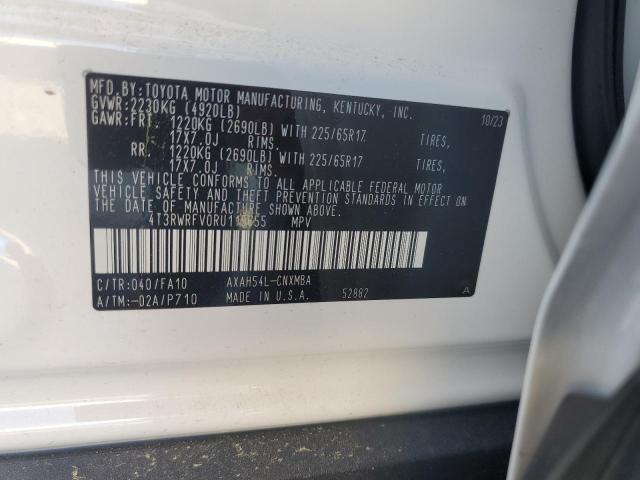 MFD.BY:TOYOTA MOTOR MANUFACTURING, KENTUCKY, INC.
GVWR:2230KG (4920LB) 10/23
GAWR:FRT. 1220KG (2690LB) WITH 225/65R17 TIRES,
17X7.0J RIMS.
RR. 1220KG (2690LB) WITH 225/65R17 TIRES,
17X7.0J RIMS.
THIS VEHICLE CONFORMS TO ALL APPLICABLE FEDERAL MOTOR
VEHICLE SAFETY AND THEFT PREVENTION STANDARDS IN EFFECT ON
THE DATE OF MANUFACTURE SHOWN ABOVE.
MPV
C/TR:040/FA10 AXAH54L-CNXMBA
A/TM:-02A/P710 MADE IN U.S.A. 52882 A